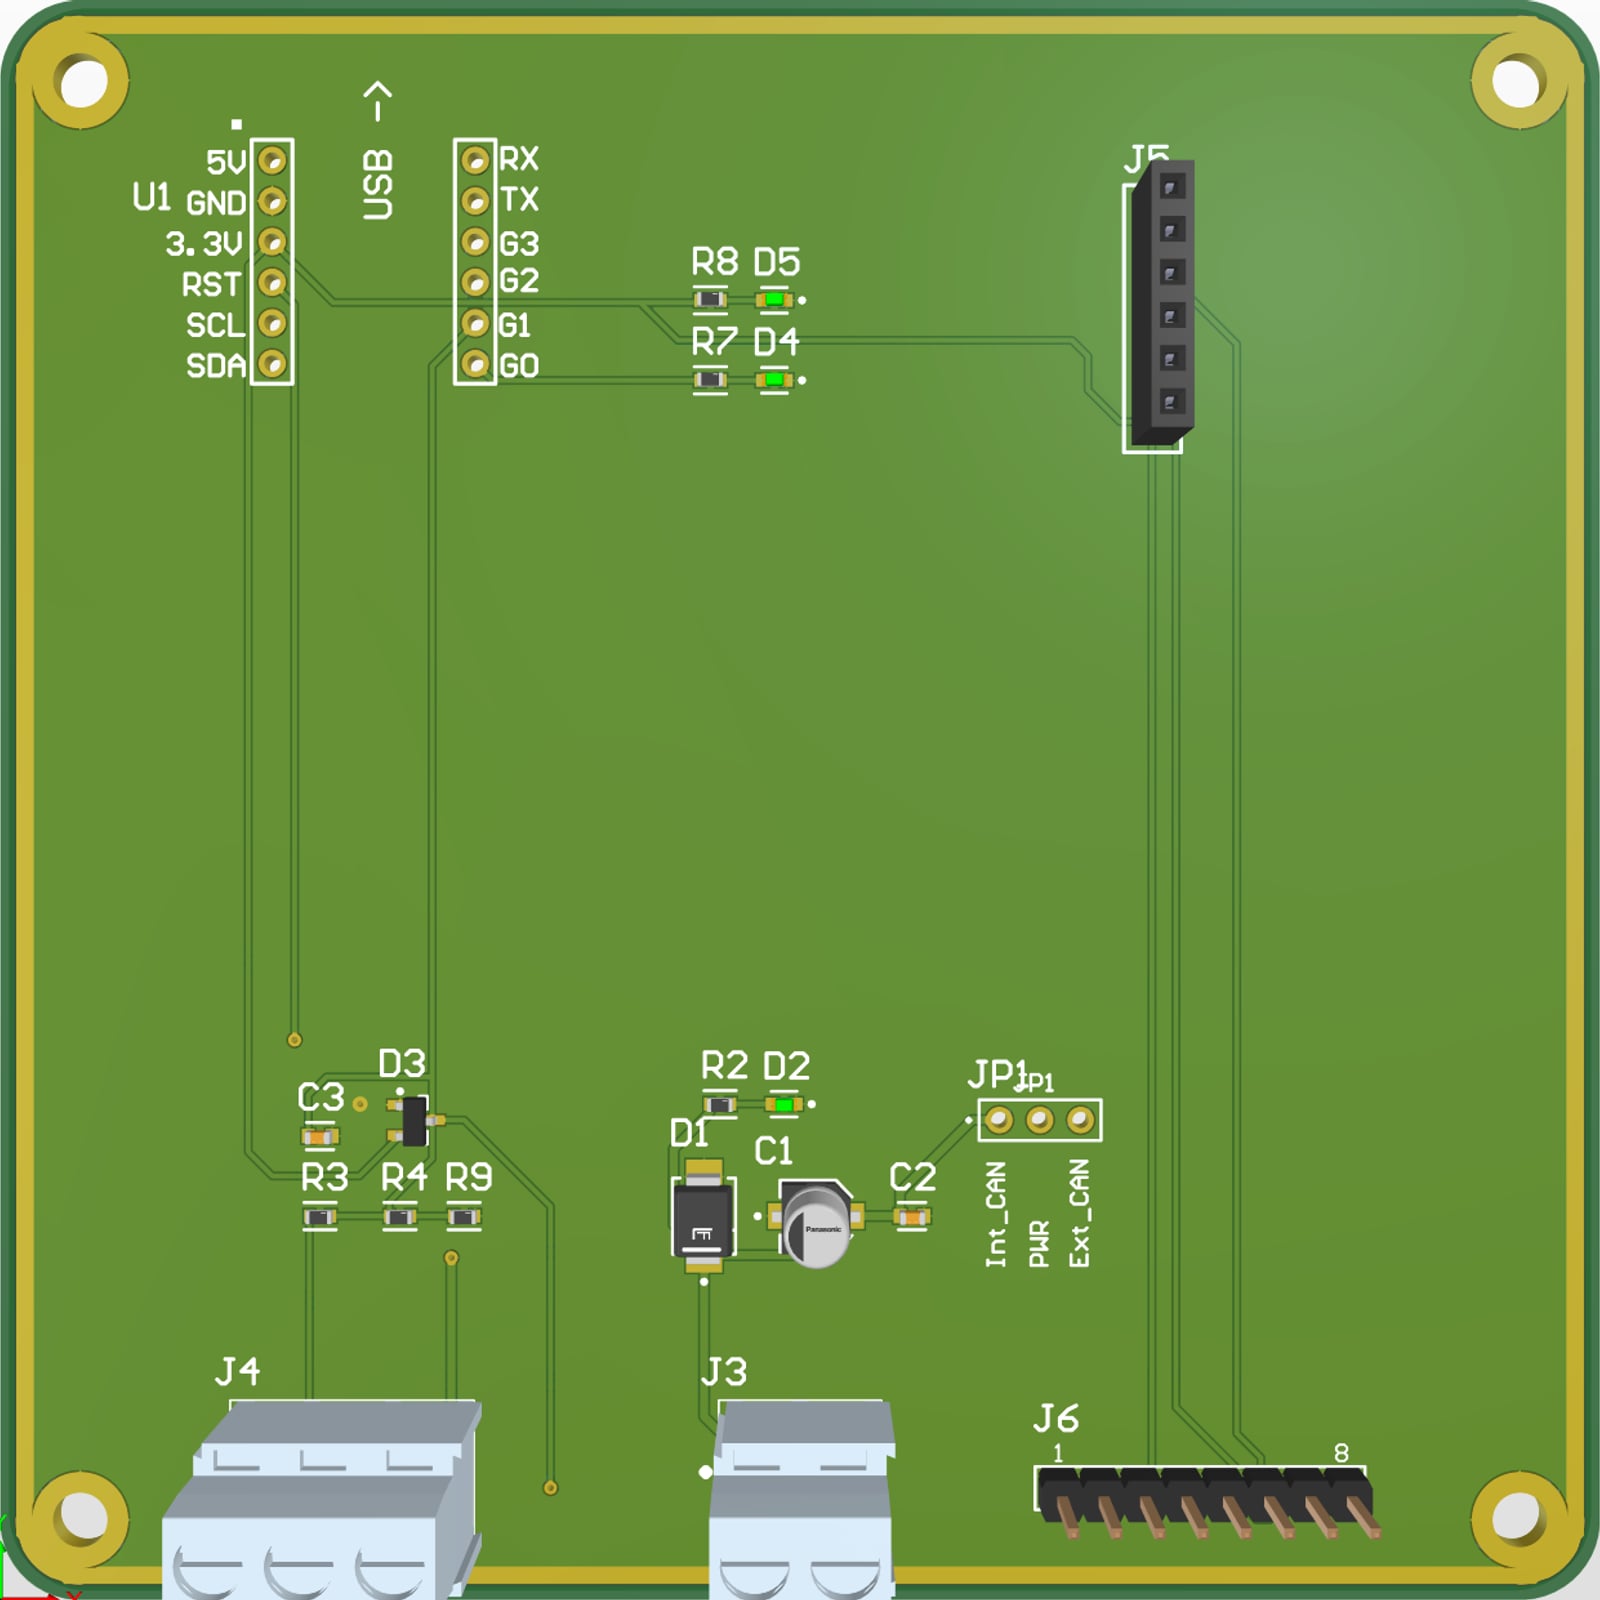 USB
5V
U1
GND
3.3V
RST
SCL
SDA
RX
TX
G3
G2
G1
G0
R8 D5
R7 D4
J5
D3
C3
R3 R4 R9
R2 D2
D1
C1
Panasonic
C2
JP1
JP1
Int_CAN
PWR
Ext_CAN
J4
J3
J6
1 8